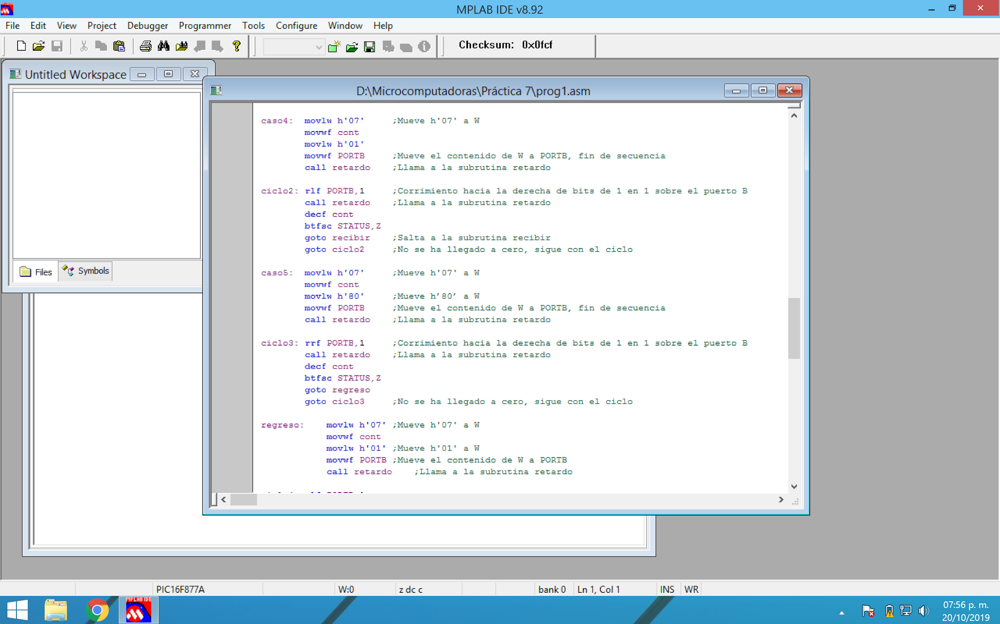 MPLAB IDE v8.92
File Edit View Project Debugger Programmer Tools Configure Window Help
Checksum: 0x0fcf
Untitled Workspace
Files Symbols
D:\Microcomputadoras\Práctica 7\prog1.asm
caso4: movlw h'07' ;Mueve h'07' a W
movwf cont
movlw h'01'
movwf PORTB ;Mueve el contenido de W a PORTB, fin de secuencia
call retardo ;Llama a la subrutina retardo
ciclo2: rlf PORTB,1 ;Corrimiento hacia la derecha de bits de 1 en 1 sobre el puerto B
call retardo ;Llama a la subrutina retardo
decf cont
btfsc STATUS,Z
goto recibir ;Salta a la subrutina recibir
goto ciclo2 ;No se ha llegado a cero, sigue con el ciclo
caso5: movlw h'07' ;Mueve h'07' a W
movwf cont
movlw h'80' ;Mueve h’80’ a W
movwf PORTB ;Mueve el contenido de W a PORTB, fin de secuencia
call retardo ;Llama a la subrutina retardo
ciclo3: rrf PORTB,1 ;Corrimiento hacia la derecha de bits de 1 en 1 sobre el puerto B
call retardo ;Llama a la subrutina retardo
decf cont
btfsc STATUS,Z
goto regreso
goto ciclo3 ;No se ha llegado a cero, sigue con el ciclo
regreso: movlw h'07' ;Mueve h'07' a W
movwf cont
movlw h'01' ;Mueve h'01' a W
movwf PORTB ;Mueve el contenido de W a PORTB
call retardo ;Llama a la subrutina retardo
PIC16F877A W:0 z dc c bank 0 Ln 1, Col 1 INS WR
MPLAB IDE
07:56 p. m.
20/10/2019